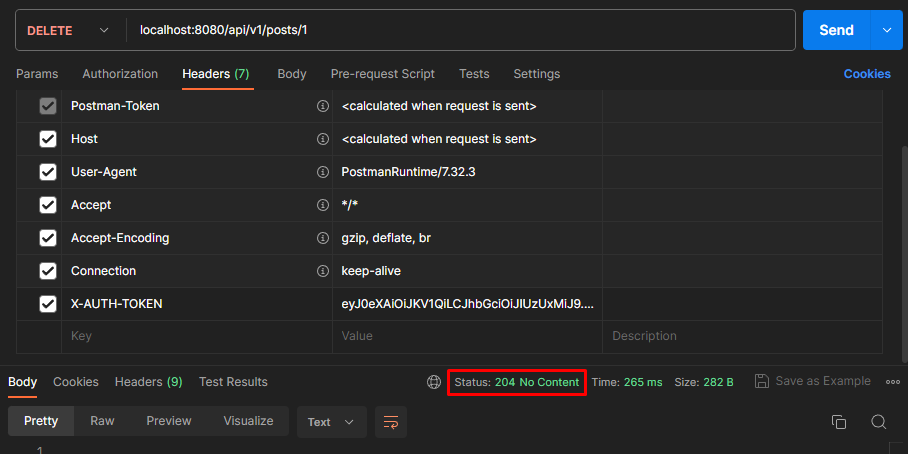 DELETE localhost:8080/api/v1/posts/1 Send
Params Authorization Headers (7) Body Pre-request Script Tests Settings Cookies
Postman-Token <calculated when request is sent>
Host <calculated when request is sent>
User-Agent PostmanRuntime/7.32.3
Accept */*
Accept-Encoding gzip, deflate, br
Connection keep-alive
X-AUTH-TOKEN eyJ0eXAiOiJKV1QiLCJhbGciOiJIUzUxMiJ9....
Key Value Description
Body Cookies Headers (9) Test Results Status: 204 No Content Time: 265 ms Size: 282 B Save as Example
Pretty Raw Preview Visualize Text
1